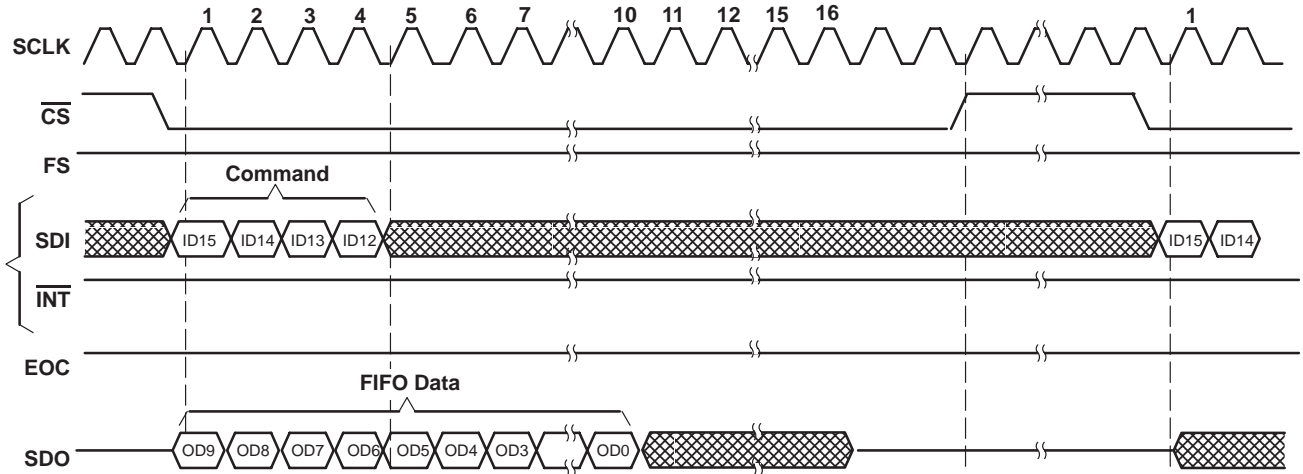 1 2 3 4 5 6 7 10 11 12 15 16 1
SCLK
CS
FS
Command
SDI ID15 ID14 ID13 ID12 ID15 ID14
INT
EOC
FIFO Data
SDO OD9 OD8 OD7 OD6 OD5 OD4 OD3 OD0